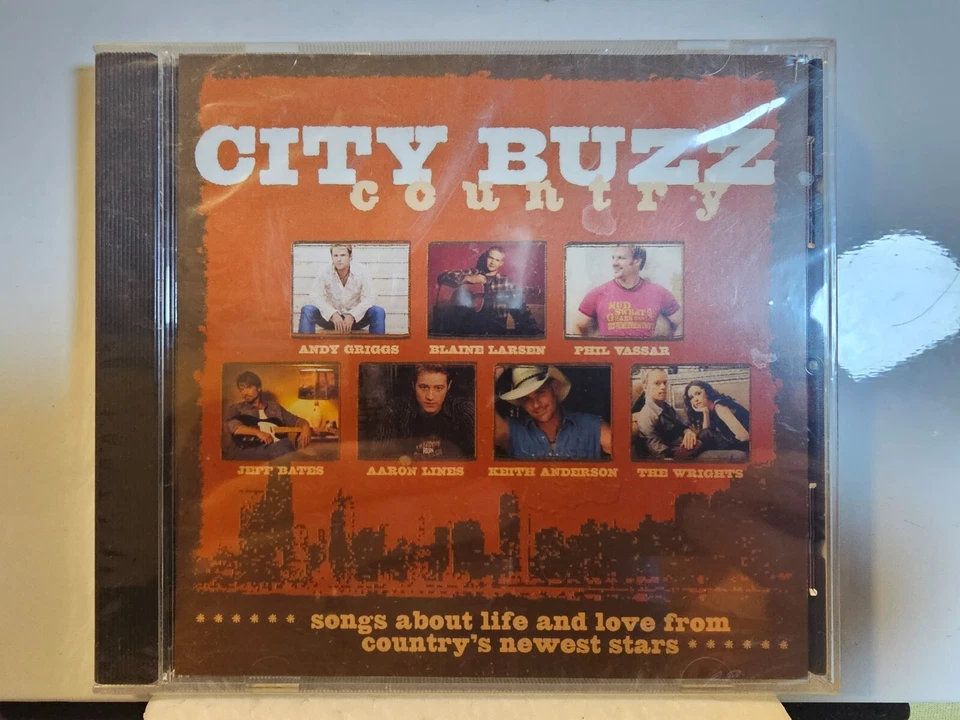 CITY BUZZ
country
ANDY GRIGGS BLAINE LARSEN PHIL VASSAR
JEFF BATES AARON LINES KEITH ANDERSON THE WRIGHTS
songs about life and love from
country's newest stars